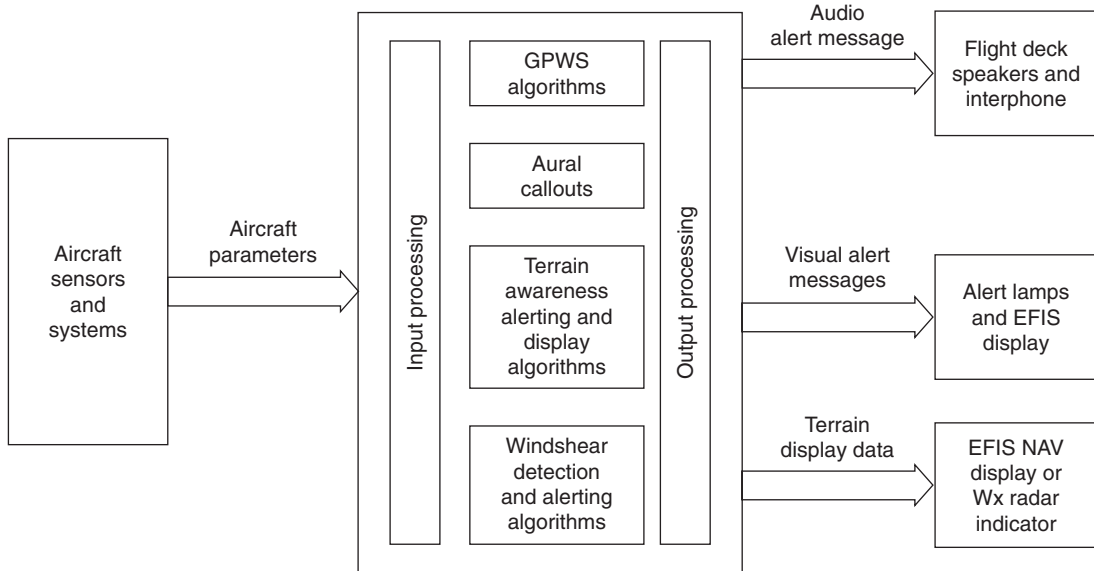 Aircraft
sensors
and
systems
Aircraft
parameters
Input processing
GPWS
algorithms
Aural
callouts
Terrain
awareness
alerting and
display
algorithms
Windshear
detection
and alerting
algorithms
Output processing
Audio
alert message
Flight deck
speakers and
interphone
Visual alert
messages
Alert lamps
and EFIS
display
Terrain
display data
EFIS NAV
display or
Wx radar
indicator